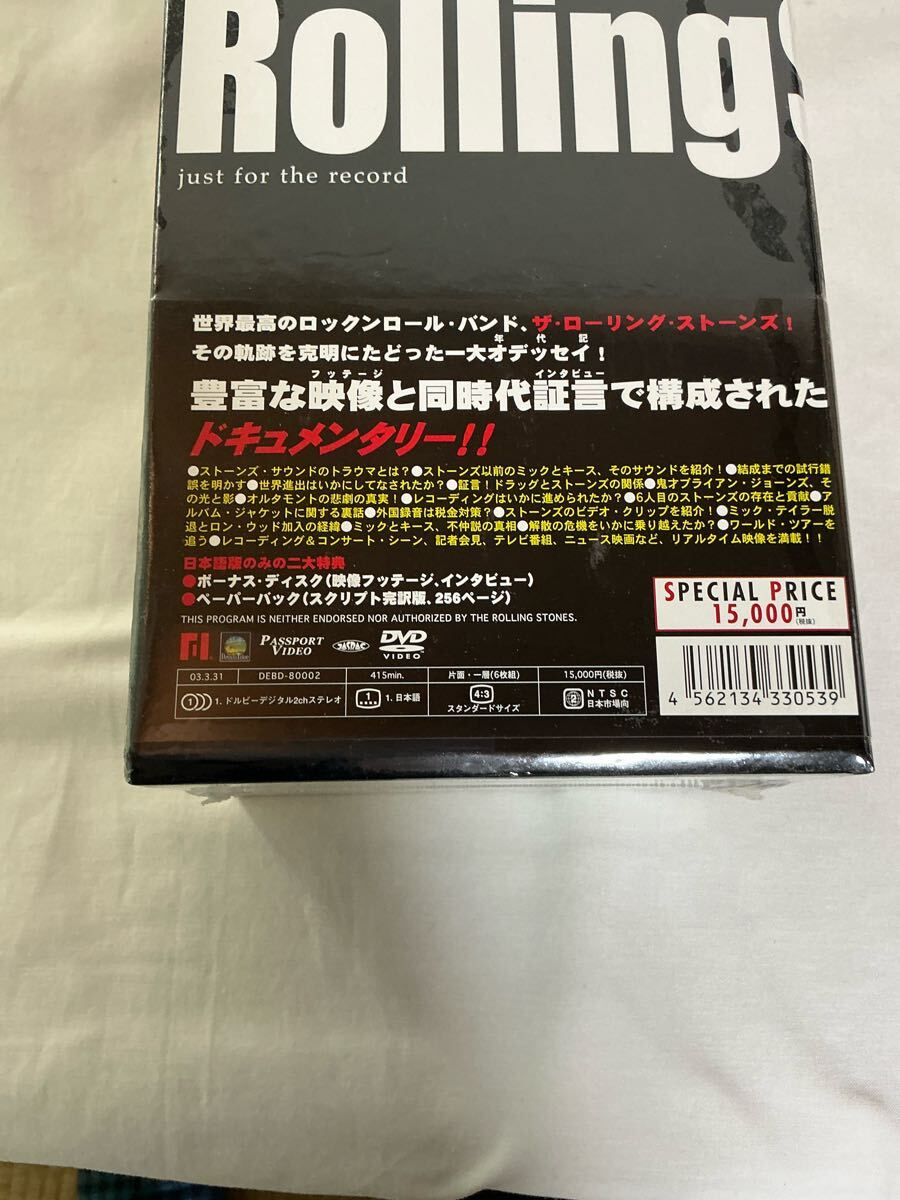 RollingS
just for the record
世界最高のロックンロール・バンド、ザ・ローリング・ストーンズ！
年代記
その軌跡を克明にたどった一大オデッセイ！
フッテージ インタビュー
豊富な映像と同時代証言で構成された
ドキュメンタリー!!
●ストーンズ・サウンドのトラウマとは？●ストーンズ以前のミックとキース、そのサウンドを紹介！●結成までの試行錯
誤を明かす●世界進出はいかにしてなされたか？●証言！ドラッグとストーンズの関係●鬼才ブライアン・ジョーンズ、そ
の光と影●オルタモントの悲劇の真実！●レコーディングはいかに進められたか？●6人目のストーンズの存在と貢献●ア
ルバム・ジャケットに関する裏話●外国録音は税金対策？●ストーンズのビデオ・クリップを紹介！●ミック・テイラー脱
退とロン・ウッド加入の経緯●ミックとキース、不仲説の真相●解散の危機をいかに乗り越えたか？●ワールド・ツアーを
追う●レコーディング&コンサート・シーン、記者会見、テレビ番組、ニュース映画など、リアルタイム映像を満載！！
日本語版のみの二大特典
●ボーナス・ディスク（映像フッテージ、インタビュー）
●ペーパーバック（スクリプト完訳版、256ページ）
SPECIAL PRICE
15,000円(税抜)
THIS PROGRAM IS NEITHER ENDORSED NOR AUTHORIZED BY THE ROLLING STONES.
PASSPORT VIDEO JASRAC DVD VIDEO
03.3.31 DEBD-80002 415min. 片面・一層(6枚組) 15,000円(税抜)
1 1. ドルビーデジタル2chステレオ 1 1. 日本語 4:3 スタンダードサイズ 2 NTSC 日本市場向
4 562134 330539